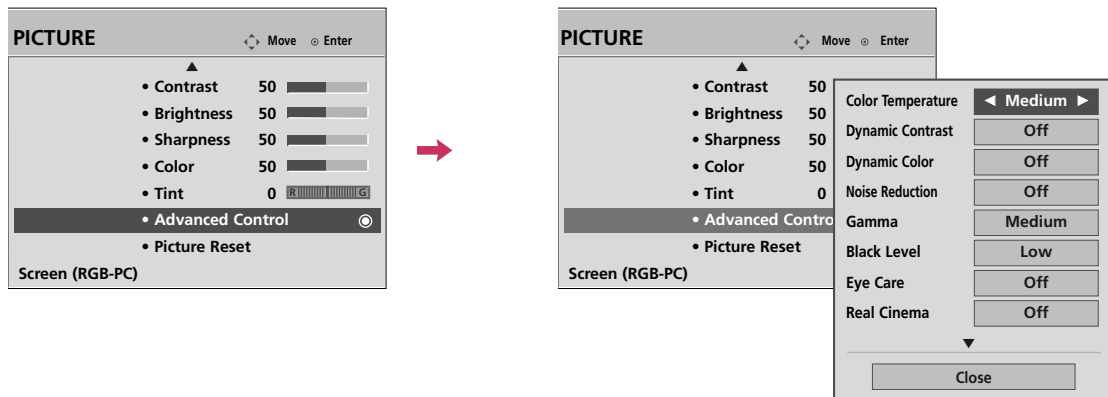 PICTURE
Move Enter
• Contrast 50
• Brightness 50
• Sharpness 50
• Color 50
• Tint 0 R G
• Advanced Control
• Picture Reset
Screen (RGB-PC)
PICTURE
Move Enter
• Contrast 50
• Brightness 50
• Sharpness 50
• Color 50
• Tint 0
• Advanced Contro
• Picture Reset
Screen (RGB-PC)
Color Temperature ◄ Medium ►
Dynamic Contrast Off
Dynamic Color Off
Noise Reduction Off
Gamma Medium
Black Level Low
Eye Care Off
Real Cinema Off
Close